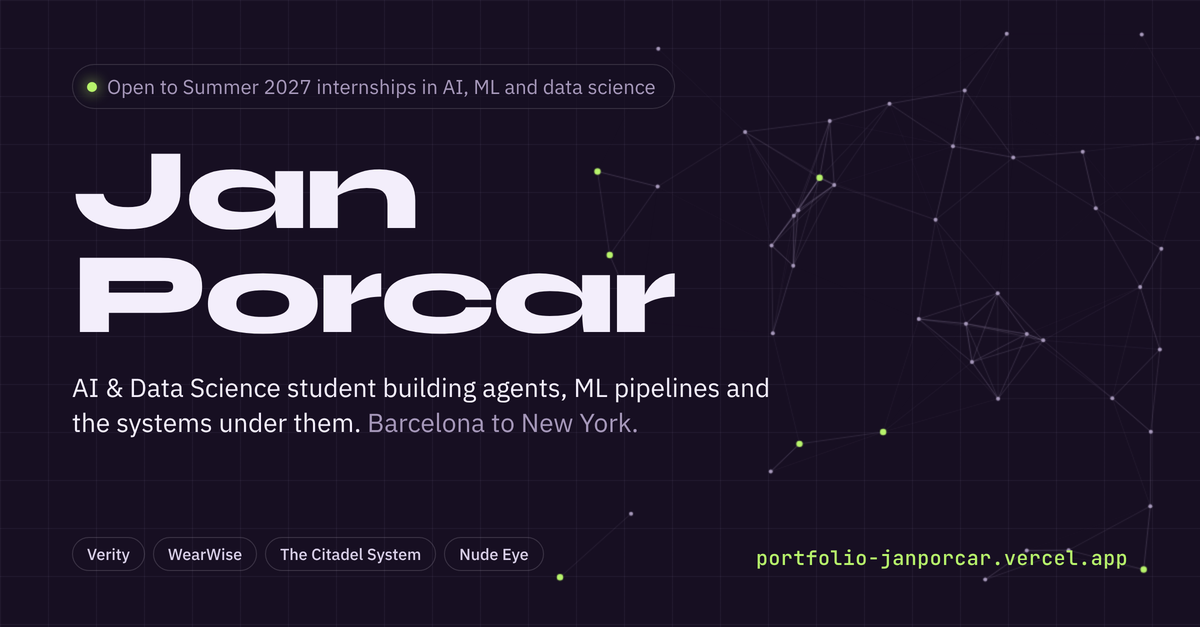 Open to Summer 2027 internships in AI, ML and data science
Jan
Porcar
AI & Data Science student building agents, ML pipelines and
the systems under them. Barcelona to New York.
Verity
WearWise
The Citadel System
Nude Eye
portfolio-janporcar.vercel.app